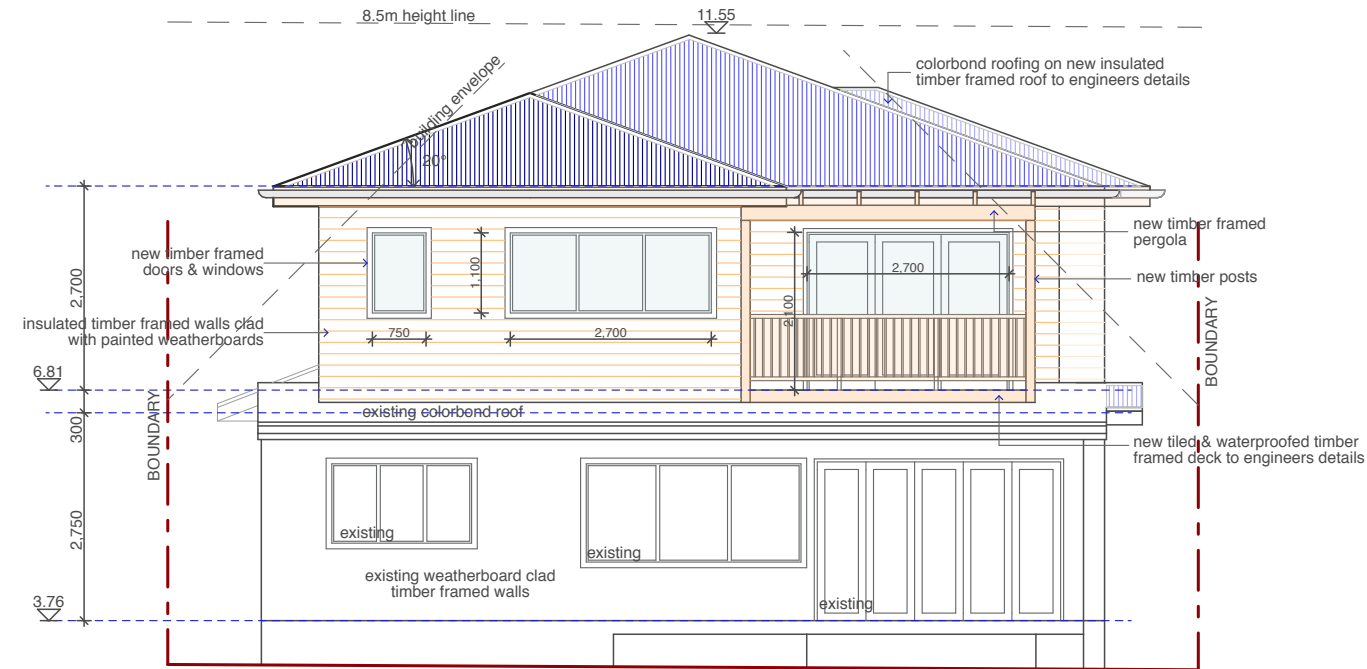 8.5m height line
11.55
building envelope
20°
colorbond roofing on new insulated
timber framed roof to engineers details
new timber framed
doors & windows
insulated timber framed walls clad
with painted weatherboards
2,700
1,100
750
2,700
2,100
2,700
new timber framed
pergola
new timber posts
BOUNDARY
6.81
300
existing colorbond roof
BOUNDARY
new tiled & waterproofed timber
framed deck to engineers details
2,750
existing
existing
existing
existing weatherboard clad
timber framed walls
3.76